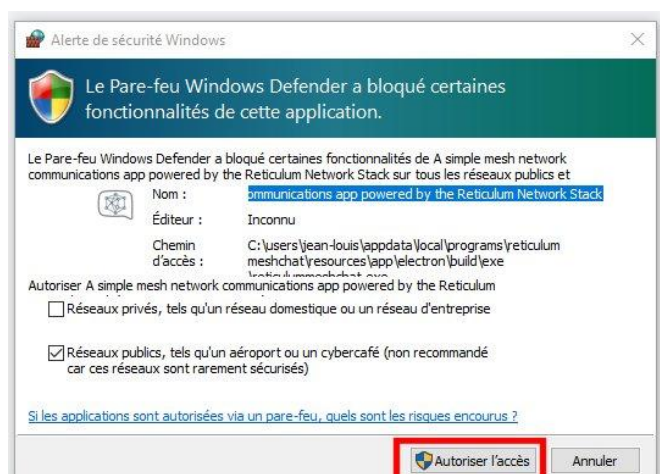 Alerte de sécurité Windows
Le Pare-feu Windows Defender a bloqué certaines
fonctionnalités de cette application.
Le Pare-feu Windows Defender a bloqué certaines fonctionnalités de A simple mesh network
communications app powered by the Reticulum Network Stack sur tous les réseaux publics et
Nom : ommunications app powered by the Reticulum Network Stack
Éditeur : Inconnu
Chemin d'accès : C:\users\jean-louis\appdata\local\programs\reticulum
meshchat\resources\app\electron\build\exe
\reticulummeshchat.exe
Autoriser A simple mesh network communications app powered by the Reticulum
Réseaux privés, tels qu'un réseau domestique ou un réseau d'entreprise
Réseaux publics, tels qu'un aéroport ou un cybercafé (non recommandé
car ces réseaux sont rarement sécurisés)
Si les applications sont autorisées via un pare-feu, quels sont les risques encourus ?
Autoriser l'accès Annuler